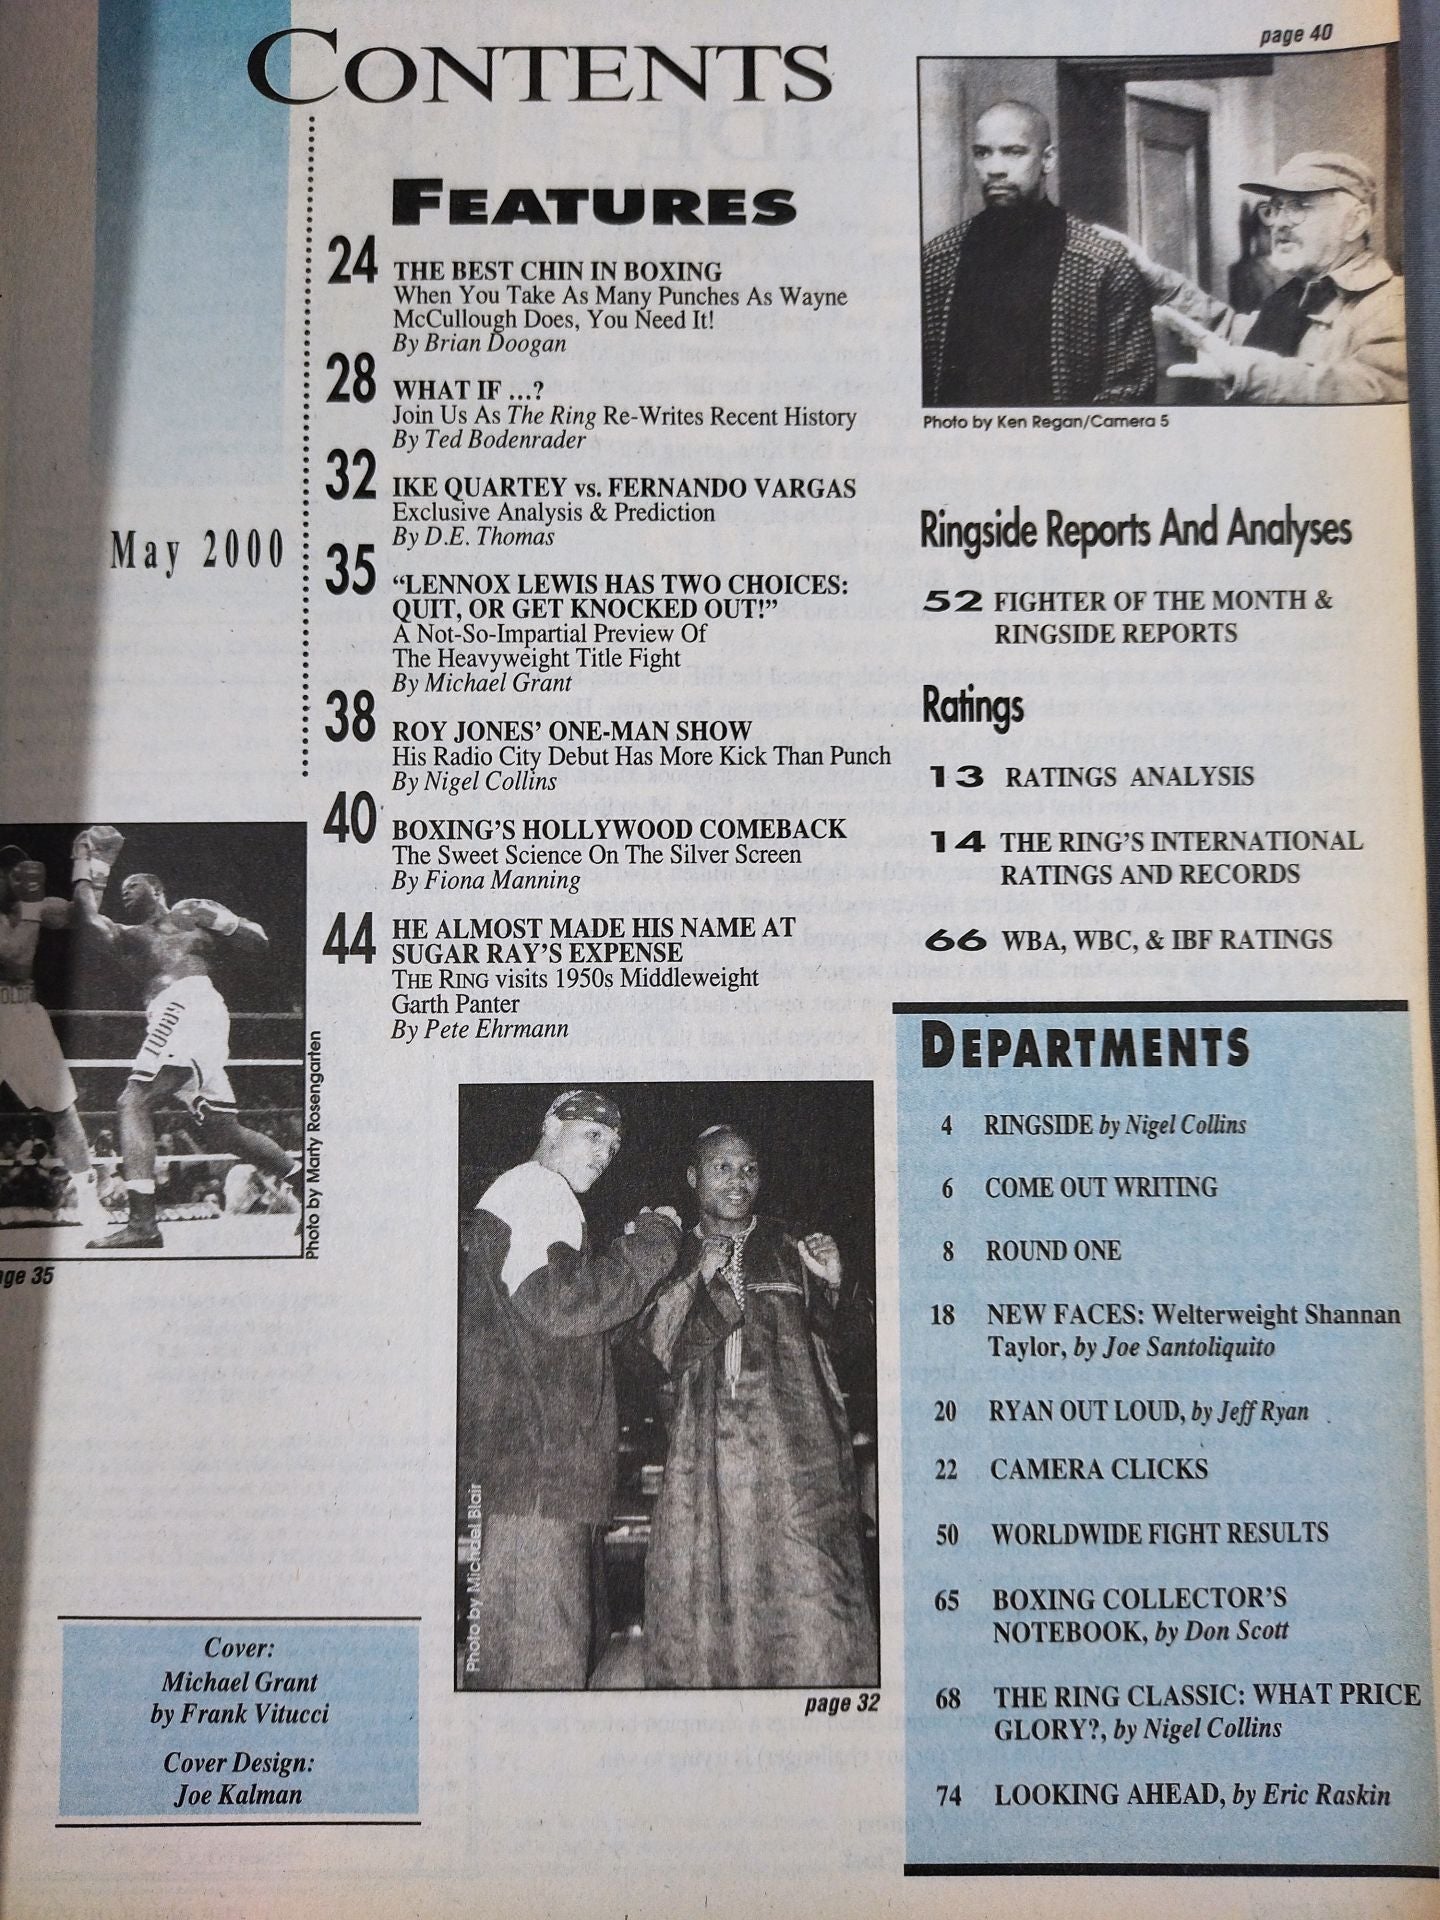 CONTENTS
May 2000
FEATURES
24 THE BEST CHIN IN BOXING
When You Take As Many Punches As Wayne
McCullough Does, You Need It!
By Brian Doogan
28 WHAT IF ...?
Join Us As The Ring Re-Writes Recent History
By Ted Bodenrader
32 IKE QUARTEY vs. FERNANDO VARGAS
Exclusive Analysis & Prediction
By D.E. Thomas
35 “LENNOX LEWIS HAS TWO CHOICES:
QUIT, OR GET KNOCKED OUT!”
A Not-So-Impartial Preview Of
The Heavyweight Title Fight
By Michael Grant
38 ROY JONES’ ONE-MAN SHOW
His Radio City Debut Has More Kick Than Punch
By Nigel Collins
40 BOXING’S HOLLYWOOD COMEBACK
The Sweet Science On The Silver Screen
By Fiona Manning
44 HE ALMOST MADE HIS NAME AT
SUGAR RAY’S EXPENSE
THE RING visits 1950s Middleweight
Garth Panter
By Pete Ehrmann
page 40
Photo by Ken Regan/Camera 5
Ringside Reports And Analyses
52 FIGHTER OF THE MONTH &
RINGSIDE REPORTS
Ratings
13 RATINGS ANALYSIS
14 THE RING’S INTERNATIONAL
RATINGS AND RECORDS
66 WBA, WBC, & IBF RATINGS
DEPARTMENTS
4 RINGSIDE by Nigel Collins
6 COME OUT WRITING
8 ROUND ONE
18 NEW FACES: Welterweight Shannan
Taylor, by Joe Santoliquito
20 RYAN OUT LOUD, by Jeff Ryan
22 CAMERA CLICKS
50 WORLDWIDE FIGHT RESULTS
65 BOXING COLLECTOR’S
NOTEBOOK, by Don Scott
68 THE RING CLASSIC: WHAT PRICE
GLORY?, by Nigel Collins
74 LOOKING AHEAD, by Eric Raskin
Photo by Marty Rosengarten
35
Photo by Michael Blair
page 32
Cover:
Michael Grant
by Frank Vitucci
Cover Design:
Joe Kalman